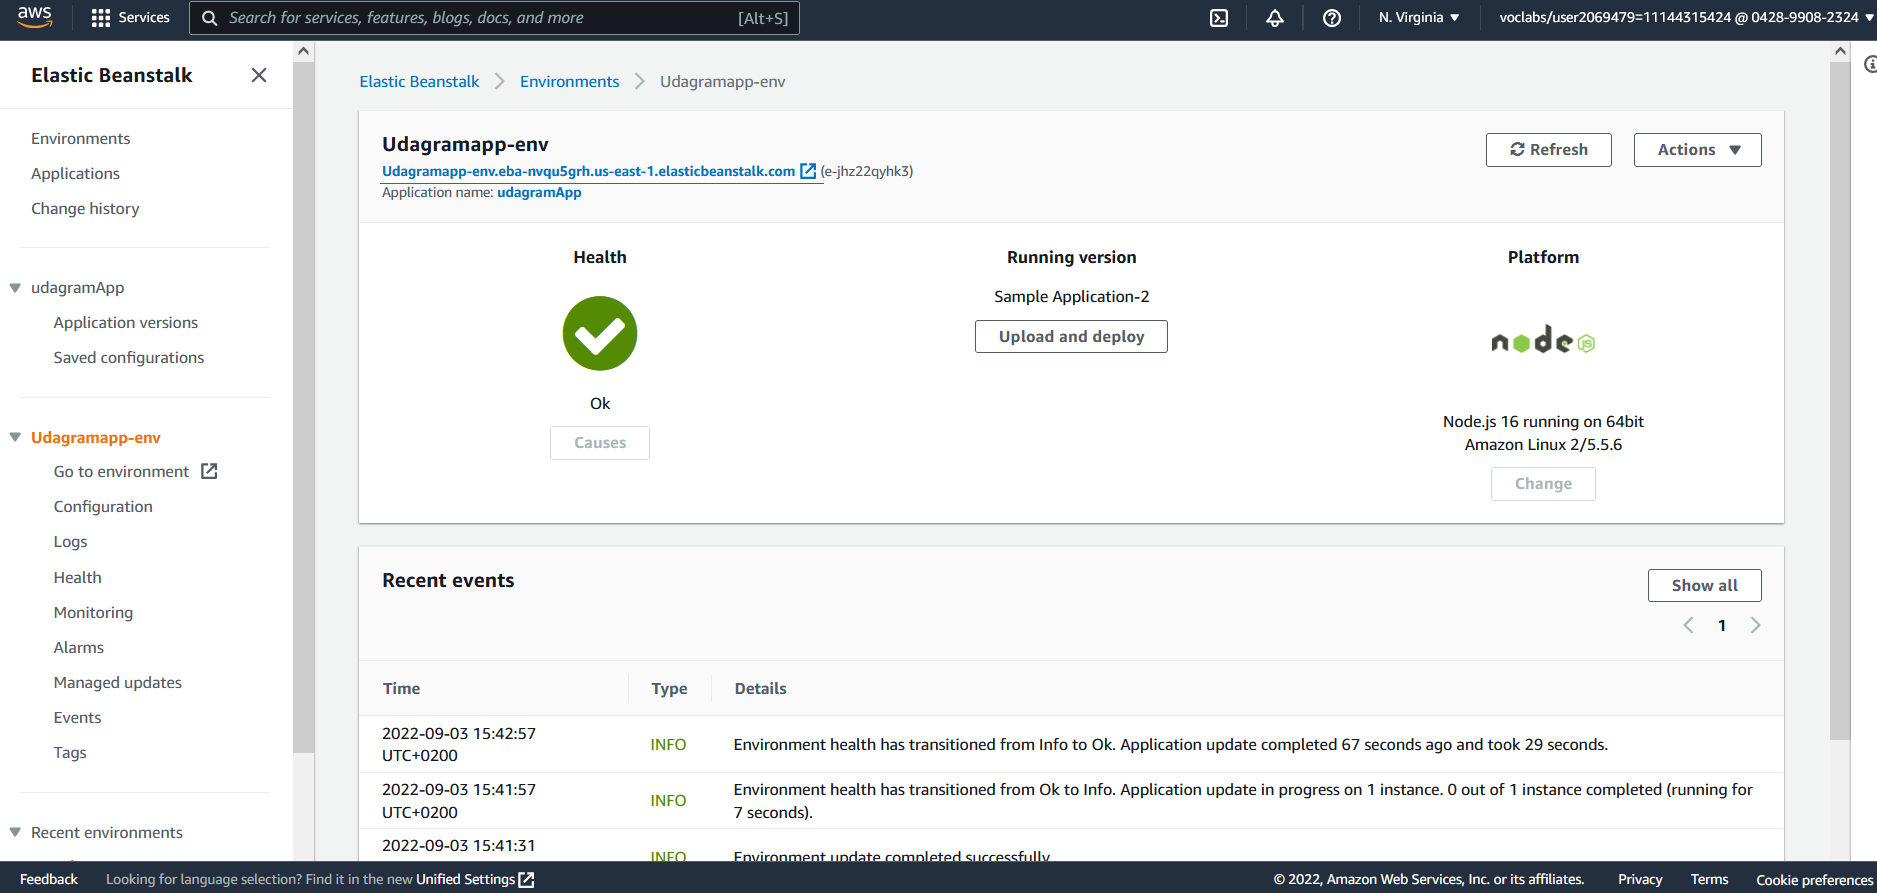 aws
Services
Search for services, features, blogs, docs, and more
[Alt+S]
N. Virginia
voclabs/user2069479=11144315424 @ 0428-9908-2324
Elastic Beanstalk
Environments
Applications
Change history
udagramApp
Application versions
Saved configurations
Udagramapp-env
Go to environment
Configuration
Logs
Health
Monitoring
Alarms
Managed updates
Events
Tags
Recent environments
Elastic Beanstalk
Environments
Udagramapp-env
Udagramapp-env
Udagramapp-env.eba-nvqu5grh.us-east-1.elasticbeanstalk.com (e-jhz22qyhk3)
Application name: udagramApp
Refresh
Actions
Health
Ok
Causes
Running version
Sample Application-2
Upload and deploy
Platform
node
JS
Node.js 16 running on 64bit
Amazon Linux 2/5.5.6
Change
Recent events
Show all
1
Time
Type
Details
2022-09-03 15:42:57
UTC+0200
INFO
Environment health has transitioned from Info to Ok. Application update completed 67 seconds ago and took 29 seconds.
2022-09-03 15:41:57
UTC+0200
INFO
Environment health has transitioned from Ok to Info. Application update in progress on 1 instance. 0 out of 1 instance completed (running for
7 seconds).
2022-09-03 15:41:31
INFO
Environment update completed successfully.
Feedback
Looking for language selection? Find it in the new Unified Settings
© 2022, Amazon Web Services, Inc. or its affiliates.
Privacy
Terms
Cookie preferences